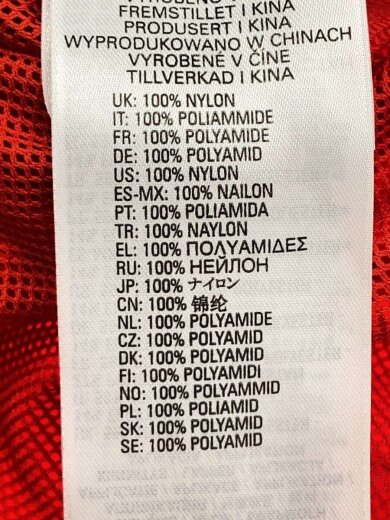 FREMSTILLET I KINA
PRODUSERT I KINA
WYPRODUKOWANO W CHINACH
VYROBENÉ V ČÍNE
TILLVERKAD I KINA
UK: 100% NYLON
IT: 100% POLIAMMIDE
FR: 100% POLYAMIDE
DE: 100% POLYAMID
US: 100% NYLON
ES-MX: 100% NAILON
PT: 100% POLIAMIDA
TR: 100% NAYLON
EL: 100% ΠΟΛΥΑΜΙΔΕΣ
RU: 100% НЕЙЛОН
JP: 100% ナイロン
CN: 100% 锦纶
NL: 100% POLYAMIDE
CZ: 100% POLYAMID
DK: 100% POLYAMID
FI: 100% POLYAMIDI
NO: 100% POLYAMMID
PL: 100% POLIAMID
SK: 100% POLYAMID
SE: 100% POLYAMID